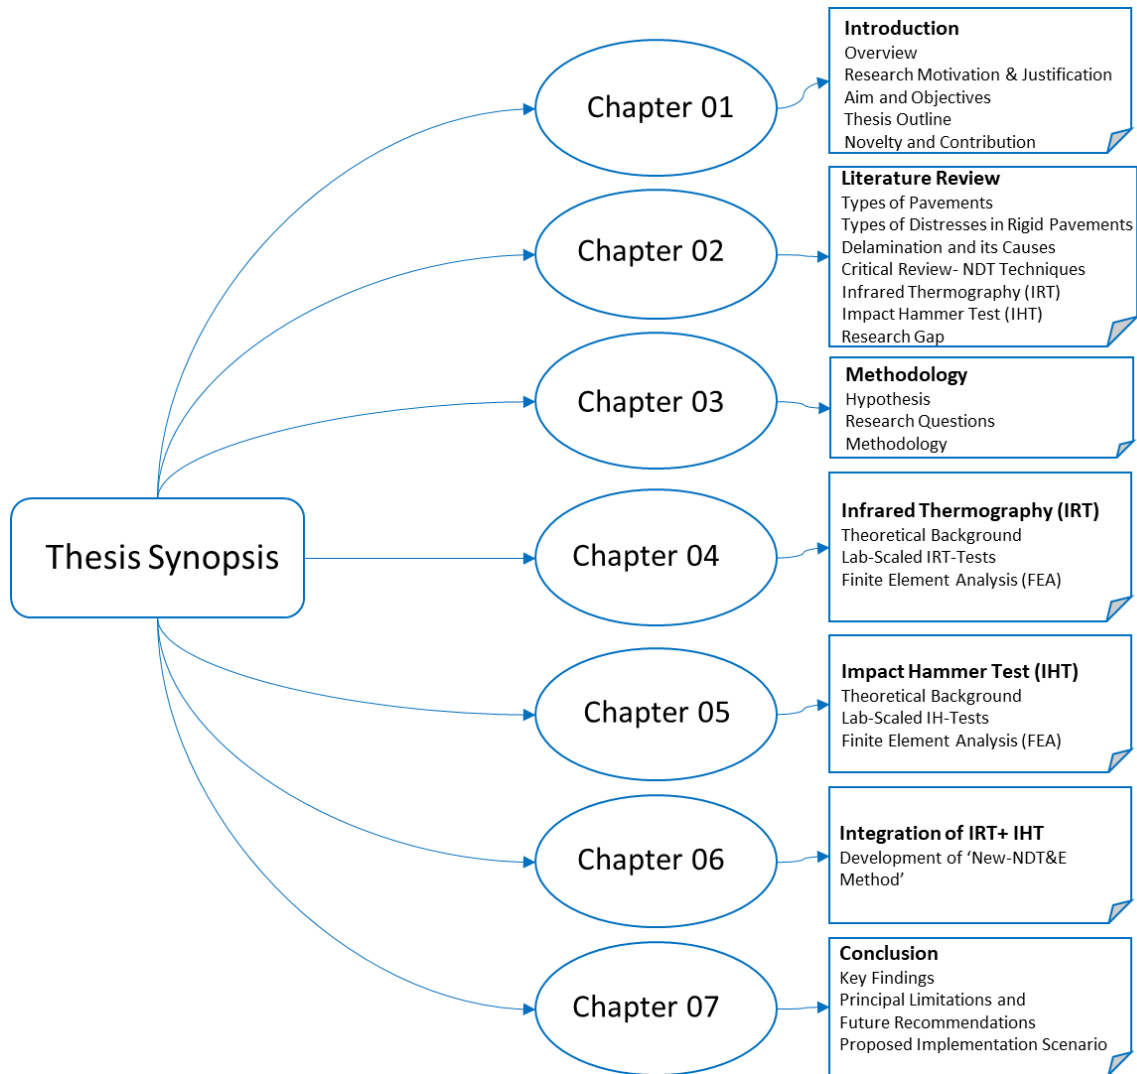 Thesis Synopsis
Chapter 01
Introduction
Overview
Research Motivation & Justification
Aim and Objectives
Thesis Outline
Novelty and Contribution
Chapter 02
Literature Review
Types of Pavements
Types of Distresses in Rigid Pavements
Delamination and its Causes
Critical Review- NDT Techniques
Infrared Thermography (IRT)
Impact Hammer Test (IHT)
Research Gap
Chapter 03
Methodology
Hypothesis
Research Questions
Methodology
Chapter 04
Infrared Thermography (IRT)
Theoretical Background
Lab-Scaled IRT-Tests
Finite Element Analysis (FEA)
Chapter 05
Impact Hammer Test (IHT)
Theoretical Background
Lab-Scaled IH-Tests
Finite Element Analysis (FEA)
Chapter 06
Integration of IRT+ IHT
Development of ‘New-NDT&E
Method’
Chapter 07
Conclusion
Key Findings
Principal Limitations and
Future Recommendations
Proposed Implementation Scenario